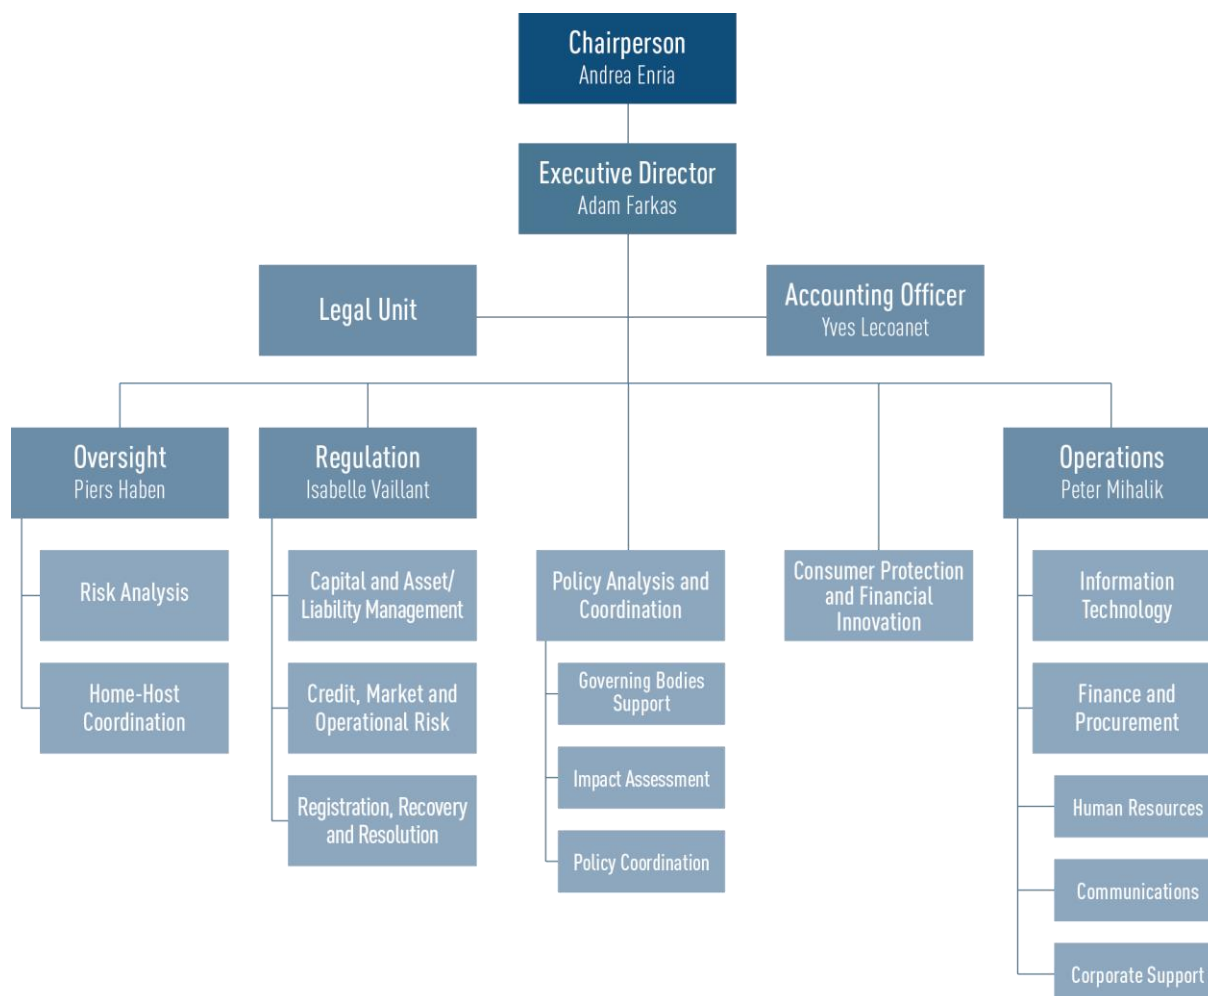 Chairperson
Andrea Enria
Executive Director
Adam Farkas
Legal Unit
Accounting Officer
Yves Lecoanet
Oversight
Piers Haben
Risk Analysis
Home-Host
Coordination
Regulation
Isabelle Vaillant
Capital and Asset/
Liability Management
Credit, Market and
Operational Risk
Registration, Recovery
and Resolution
Policy Analysis and
Coordination
Governing Bodies
Support
Impact Assessment
Policy Coordination
Consumer Protection
and Financial
Innovation
Operations
Peter Mihalik
Information
Technology
Finance and
Procurement
Human Resources
Communications
Corporate Support